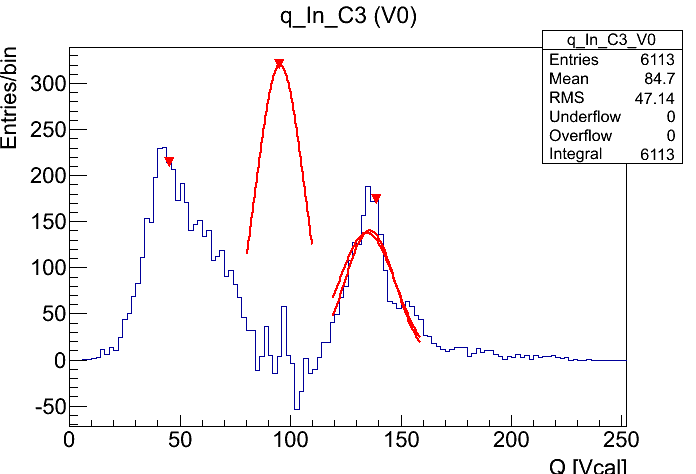 q_In_C3 (V0)
q_In_C3_V0
Entries 6113
Mean 84.7
RMS 47.14
Underflow 0
Overflow 0
Integral 6113
Entries/bin
300
250
200
150
100
50
0
-50
0 50 100 150 200 250
Q [Vcal]